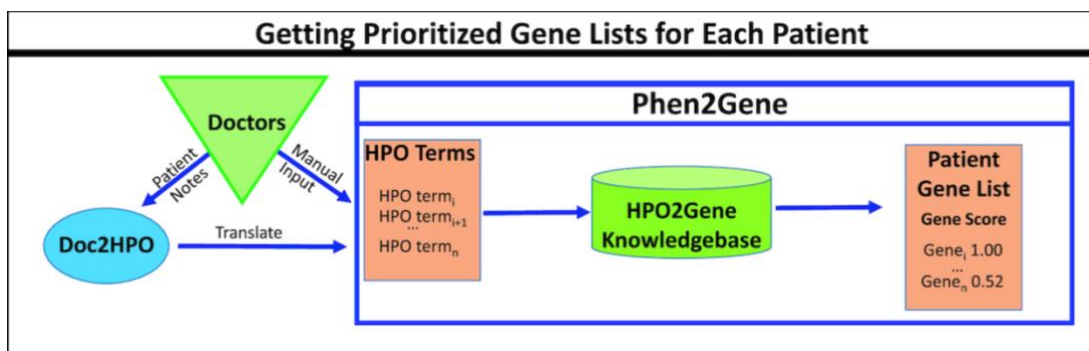 Getting Prioritized Gene Lists for Each Patient
Doctors
Patient
Notes
Manual
Input
Doc2HPO
Translate
Phen2Gene
HPO Terms
HPO termᵢ
HPO termᵢ₊₁
...
HPO termₙ
HPO2Gene
Knowledgebase
Patient
Gene List
Gene Score
Geneᵢ 1.00
...
Geneₙ 0.52